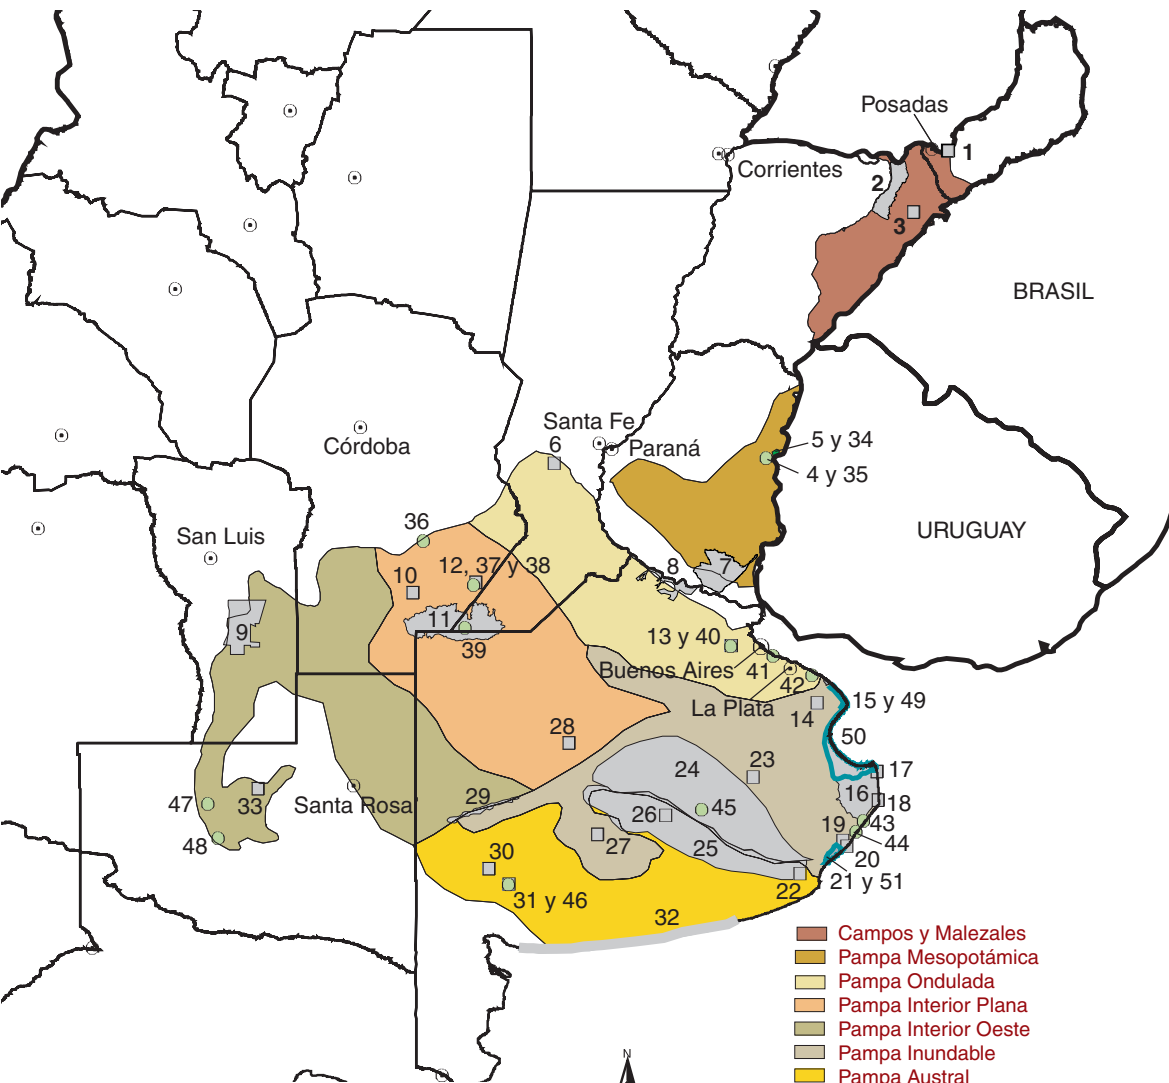 Posadas
1
Corrientes
2
3
BRASIL
Santa Fe
6
Paraná
Córdoba
5 y 34
4 y 35
36
San Luis
URUGUAY
12, 37 y 38
8
7
10
11
9
39
13 y 40
Buenos Aires
41
42
La Plata
14
15 y 49
28
50
23
24
17
16
47
33
Santa Rosa
29
18
26
45
19
43
48
27
25
44
20
30
22
21 y 51
31 y 46
32
Campos y Malezales
Pampa Mesopotámica
Pampa Ondulada
Pampa Interior Plana
Pampa Interior Oeste
Pampa Inundable
Pampa Austral
N